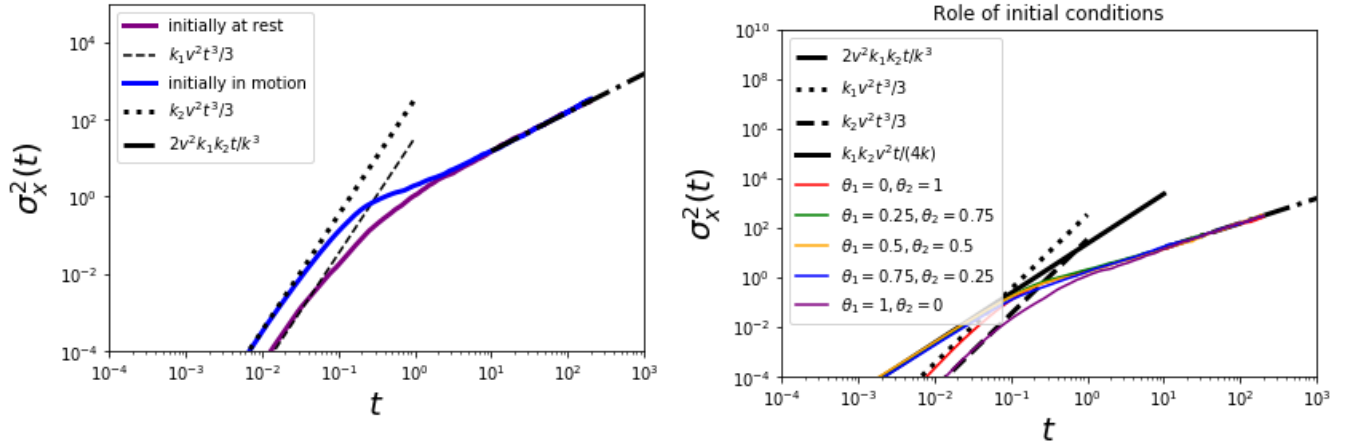 10⁴
10²
10⁰
10⁻²
10⁻⁴
σₓ²(t)
initially at rest
k₁v²t³/3
initially in motion
k₂v²t³/3
2v²k₁k₂t/k³
10⁻⁴ 10⁻³ 10⁻² 10⁻¹ 10⁰ 10¹ 10² 10³
t
Role of initial conditions
10¹⁰
10⁸
10⁶
10⁴
10²
10⁰
10⁻²
10⁻⁴
σₓ²(t)
2v²k₁k₂t/k³
k₁v²t³/3
k₂v²t³/3
k₁k₂v²t/(4k)
θ₁ = 0, θ₂ = 1
θ₁ = 0.25, θ₂ = 0.75
θ₁ = 0.5, θ₂ = 0.5
θ₁ = 0.75, θ₂ = 0.25
θ₁ = 1, θ₂ = 0
10⁻⁴ 10⁻³ 10⁻² 10⁻¹ 10⁰ 10¹ 10² 10³
t